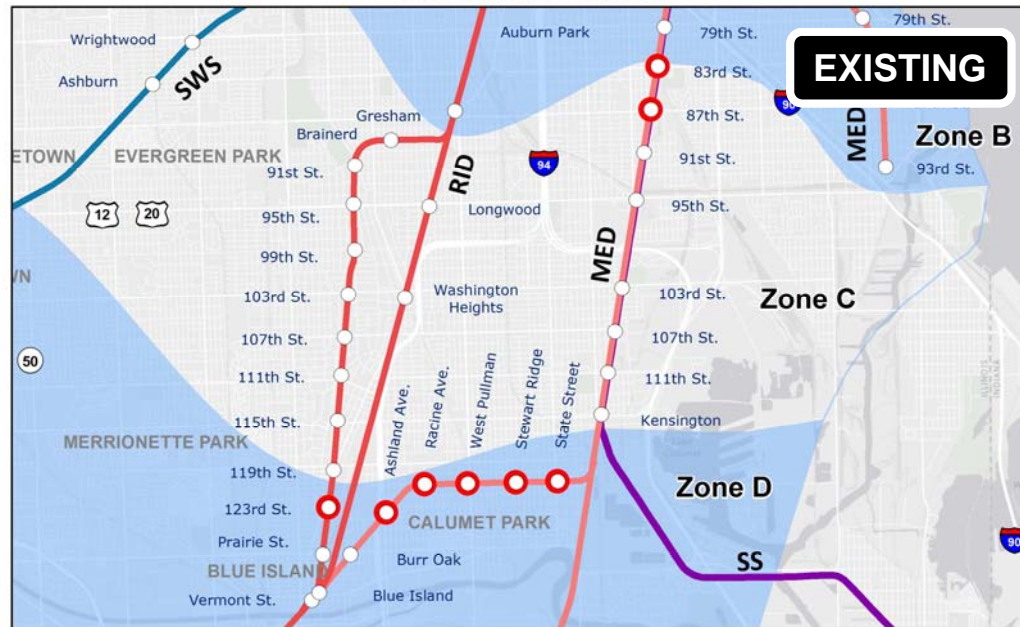 Wrightwood
Ashburn
SWS
ETOWN
EVERGREEN PARK
12
20
WN
50
MERRIONETTE PARK
Gresham
Brainerd
91st St.
95th St.
99th St.
103rd St.
107th St.
111th St.
115th St.
119th St.
123rd St.
Prairie St.
BLUE ISLAND
Vermont St.
RID
Auburn Park
Longwood
Washington
Heights
94
Ashland Ave.
Racine Ave.
West Pullman
Stewart Ridge
State Street
CALUMET PARK
Burr Oak
Blue Island
MED
79th St.
83rd St.
87th St.
91st St.
95th St.
103rd St.
107th St.
111th St.
Kensington
79th St.
EXISTING
90
MED
Zone B
93rd St.
Zone C
ILLINOIS
INDIANA
Zone D
SS
90